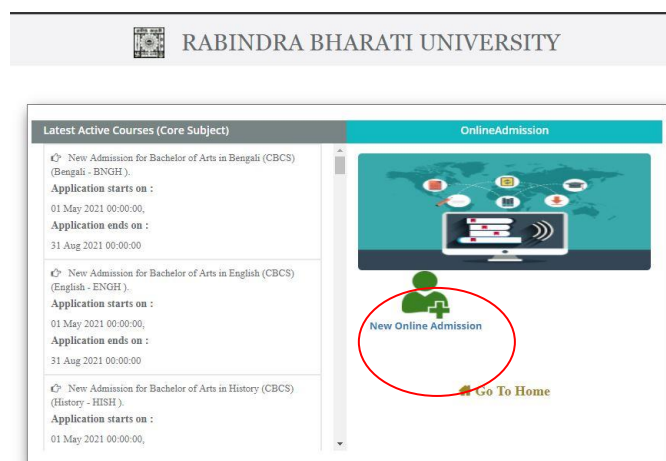 RABINDRA BHARATI UNIVERSITY
Latest Active Courses (Core Subject)
OnlineAdmission
New Admission for Bachelor of Arts in Bengali (CBCS)
(Bengali - BNGH ).
Application starts on :
01 May 2021 00:00:00,
Application ends on :
31 Aug 2021 00:00:00
New Admission for Bachelor of Arts in English (CBCS)
(English - ENGH ).
Application starts on :
01 May 2021 00:00:00,
Application ends on :
31 Aug 2021 00:00:00
New Admission for Bachelor of Arts in History (CBCS)
(History - HISH ).
Application starts on :
01 May 2021 00:00:00,
New Online Admission
Go To Home